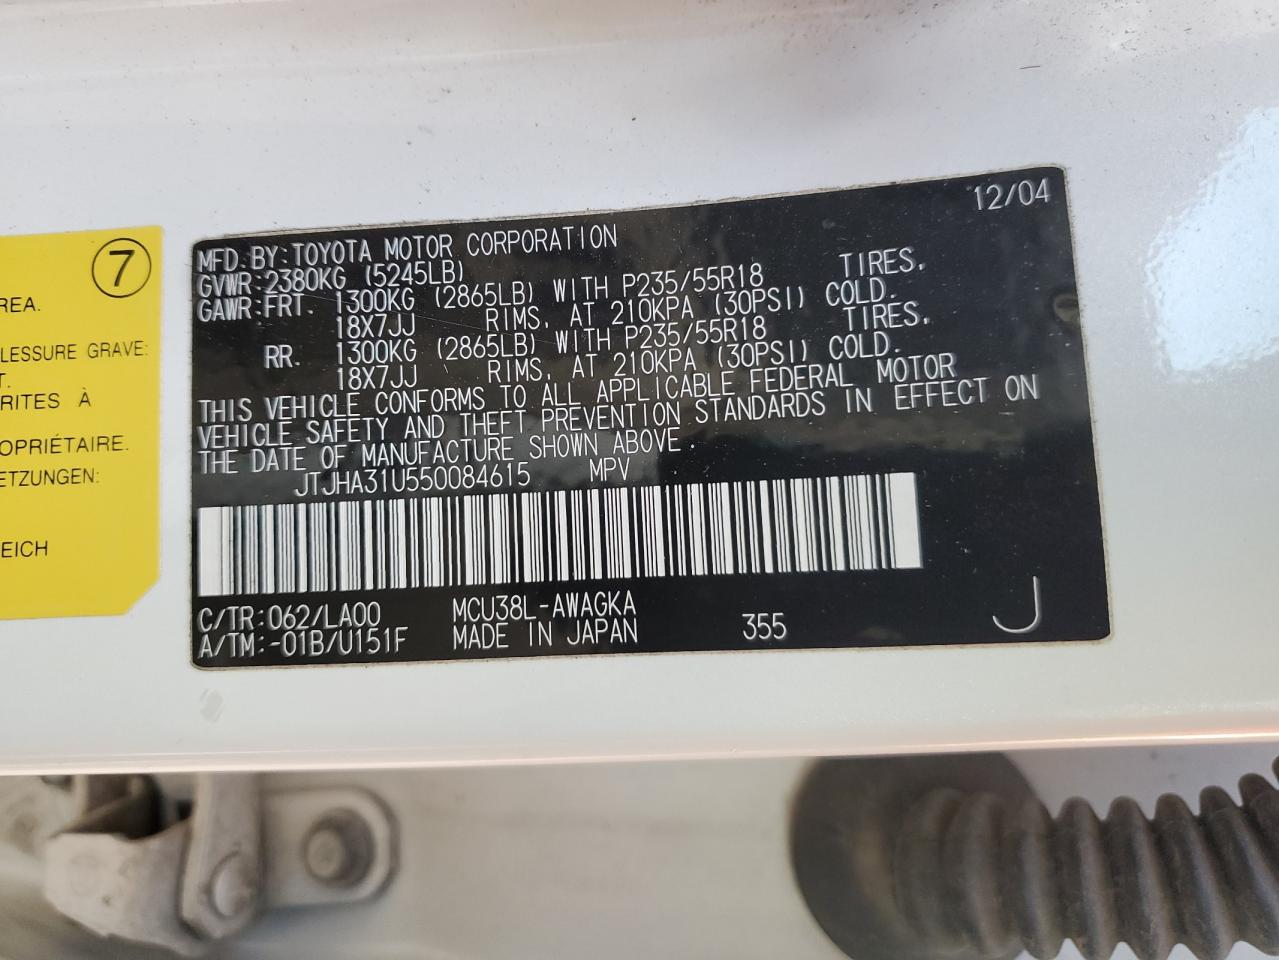 7
REA.
LESSURE GRAVE:
T.
RITES À
OPRIÉTAIRE.
ETZUNGEN:
EICH
12/04
MFD. BY: TOYOTA MOTOR CORPORATION
GVWR: 2380KG (5245LB)
GAWR: FRT. 1300KG (2865LB) WITH P235/55R18 TIRES,
18X7JJ RIMS, AT 210KPA (30PSI) COLD.
RR. 1300KG (2865LB) WITH P235/55R18 TIRES,
18X7JJ RIMS, AT 210KPA (30PSI) COLD.
THIS VEHICLE CONFORMS TO ALL APPLICABLE FEDERAL MOTOR
VEHICLE SAFETY AND THEFT PREVENTION STANDARDS IN EFFECT ON
THE DATE OF MANUFACTURE SHOWN ABOVE.
JTJHA31U550084615 MPV
C/TR: 062/LA00 MCU38L-AWAGKA
A/TM: -01B/U151F MADE IN JAPAN 355 J